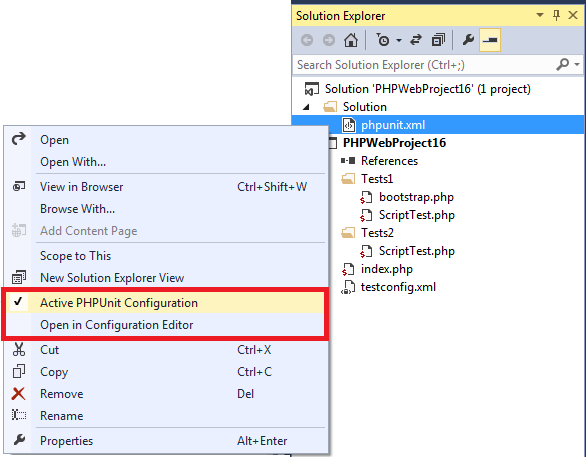 Solution Explorer
Search Solution Explorer (Ctrl+;)
Solution 'PHPWebProject16' (1 project)
Solution
phpunit.xml
PHPWebProject16
References
Tests1
bootstrap.php
ScriptTest.php
Tests2
ScriptTest.php
index.php
testconfig.xml
Open
Open With...
View in Browser Ctrl+Shift+W
Browse With...
Add Content Page
Scope to This
New Solution Explorer View
Active PHPUnit Configuration
Open in Configuration Editor
Cut Ctrl+X
Copy Ctrl+C
Remove Del
Rename
Properties Alt+Enter